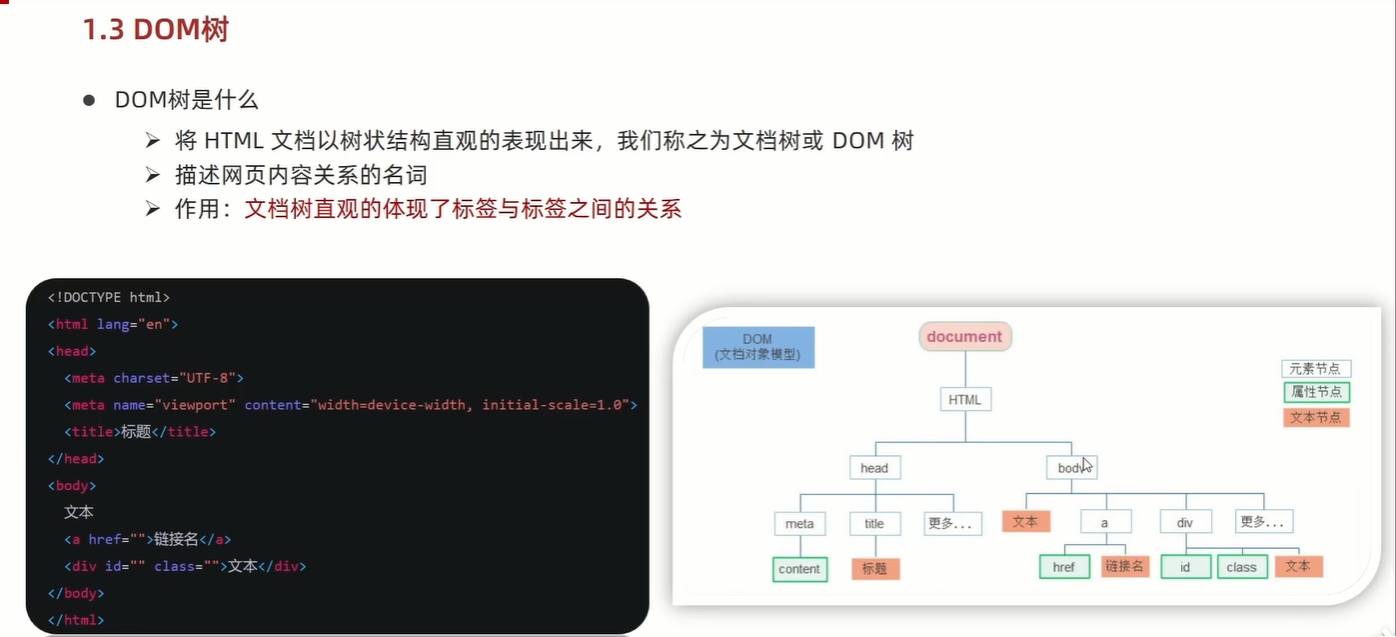 1.3 DOM树
● DOM树是什么
➢ 将 HTML 文档以树状结构直观的表现出来，我们称之为文档树或 DOM 树
➢ 描述网页内容关系的名词
➢ 作用：文档树直观的体现了标签与标签之间的关系
<!DOCTYPE html>
<html lang="en">
<head>
<meta charset="UTF-8">
<meta name="viewport" content="width=device-width, initial-scale=1.0">
<title>标题</title>
</head>
<body>
文本
<a href="">链接名</a>
<div id="" class="">文本</div>
</body>
</html>
DOM
(文档对象模型)
document
元素节点
属性节点
文本节点
HTML
head
body
meta
title
更多...
文本
a
div
更多...
content
标题
href
链接名
id
class
文本